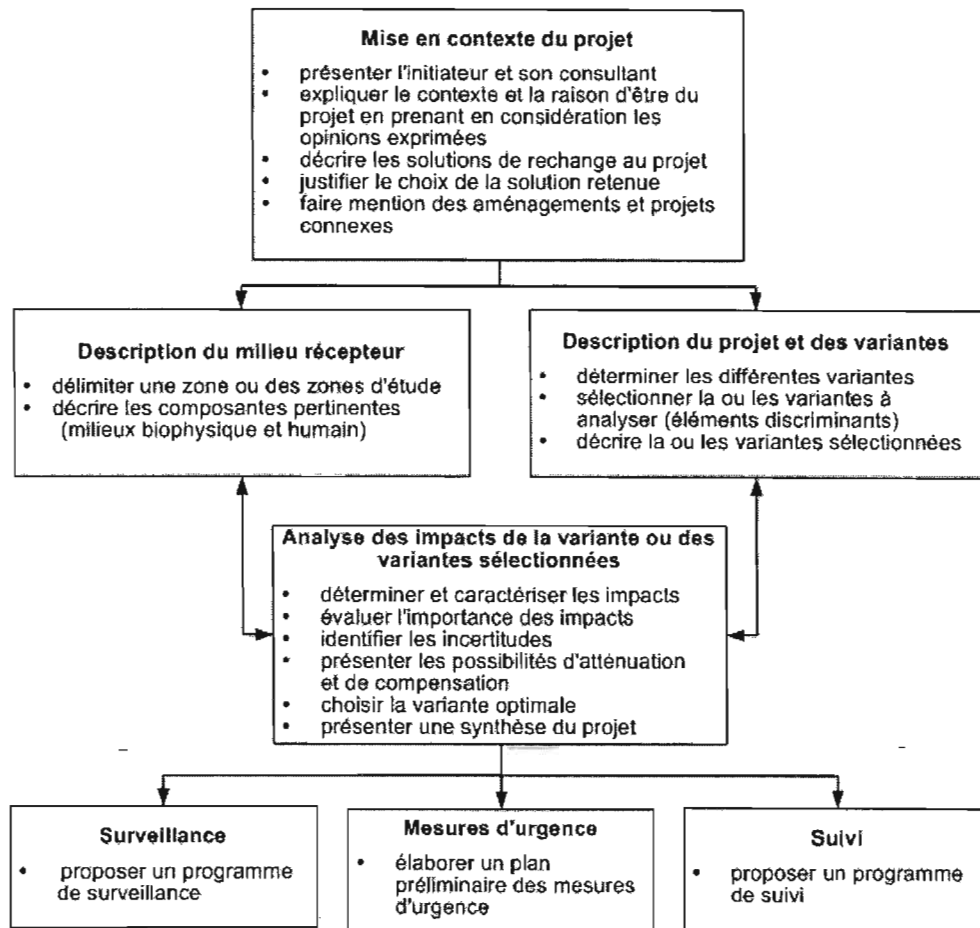 Mise en contexte du projet
• présenter l'initiateur et son consultant
• expliquer le contexte et la raison d'être du
projet en prenant en considération les
opinions exprimées
• décrire les solutions de rechange au projet
• justifier le choix de la solution retenue
• faire mention des aménagements et projets
connexes
Description du milieu récepteur
• délimiter une zone ou des zones d'étude
• décrire les composantes pertinentes
(milieux biophysique et humain)
Description du projet et des variantes
• déterminer les différentes variantes
• sélectionner la ou les variantes à
analyser (éléments discriminants)
• décrire la ou les variantes sélectionnées
Analyse des impacts de la variante ou des
variantes sélectionnées
• déterminer et caractériser les impacts
• évaluer l'importance des impacts
• identifier les incertitudes
• présenter les possibilités d'atténuation
et de compensation
• choisir la variante optimale
• présenter une synthèse du projet
Surveillance
• proposer un programme
de surveillance
Mesures d'urgence
• élaborer un plan
préliminaire des mesures
d'urgence
Suivi
• proposer un programme
de suivi